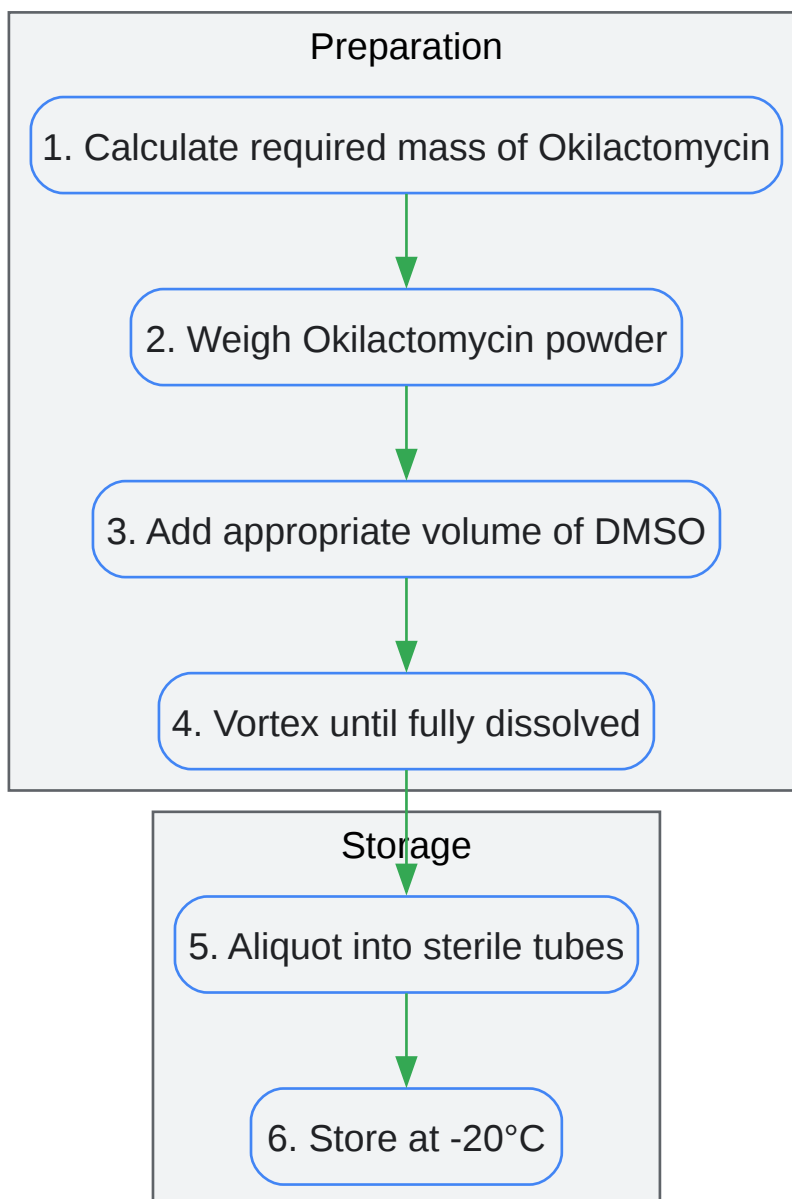 Preparation
1. Calculate required mass of Okilactomycin
2. Weigh Okilactomycin powder
3. Add appropriate volume of DMSO
4. Vortex until fully dissolved
Storage
5. Aliquot into sterile tubes
6. Store at -20°C